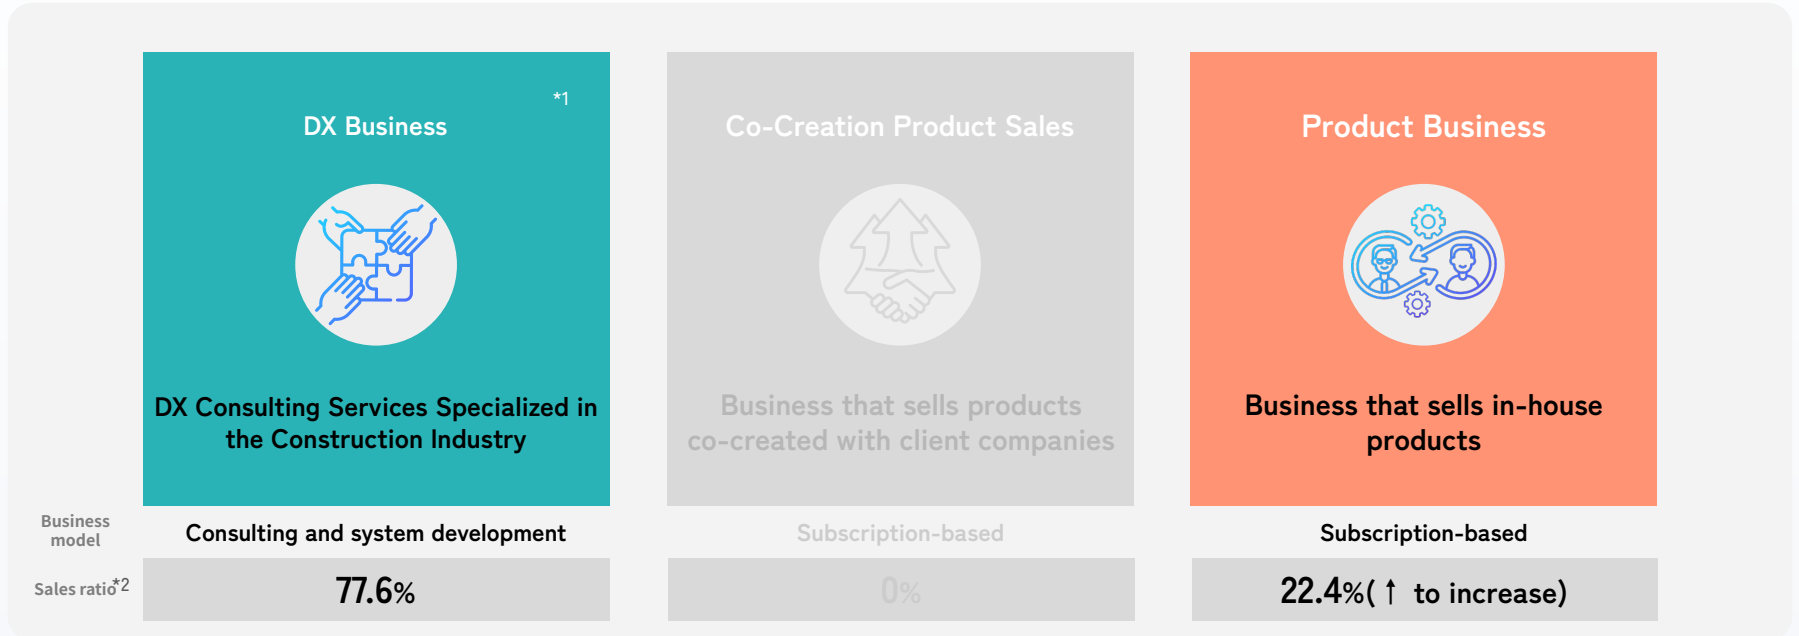 *1
DX Business
Co-Creation Product Sales
Product Business
DX Consulting Services Specialized in
the Construction Industry
Business that sells products
co-created with client companies
Business that sells in-house
products
Business
model
Consulting and system development
Subscription-based
Subscription-based
Sales ratio*2
77.6%
0%
22.4%(↑ to increase)